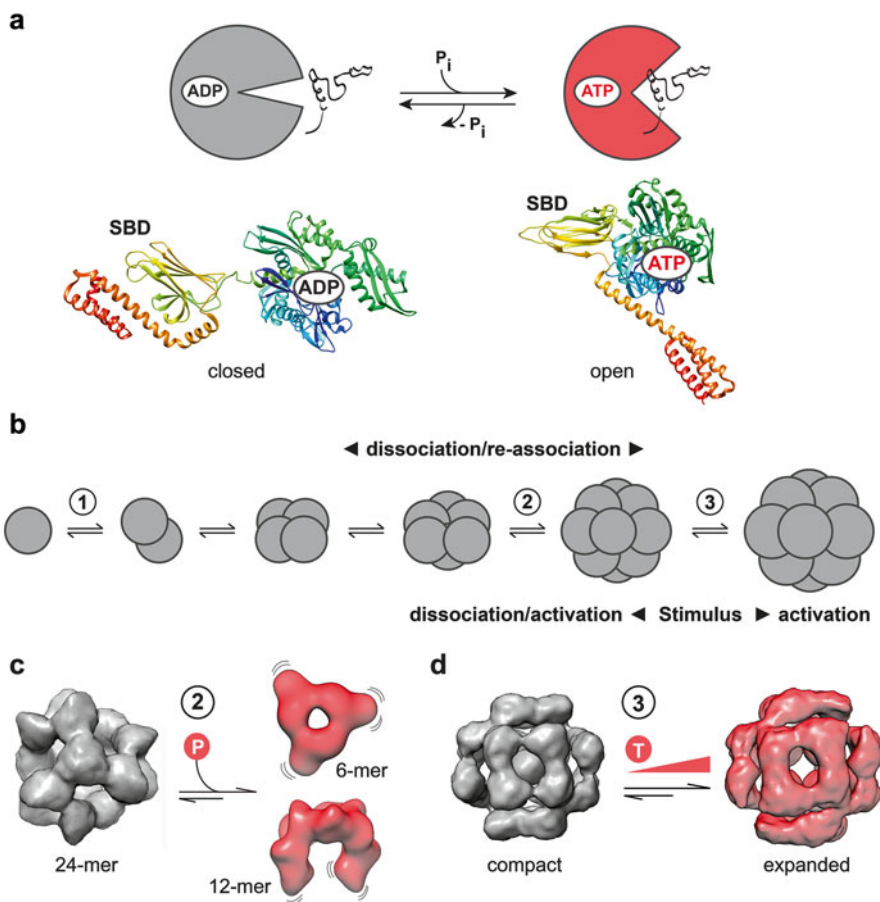 a
ADP
Pi
- Pi
ATP
SBD
ADP
closed
SBD
ATP
open
b
◄ dissociation/re-association ►
1
2
3
dissociation/activation ◄ Stimulus ► activation
c
2
P
24-mer
6-mer
12-mer
d
3
T
compact
expanded